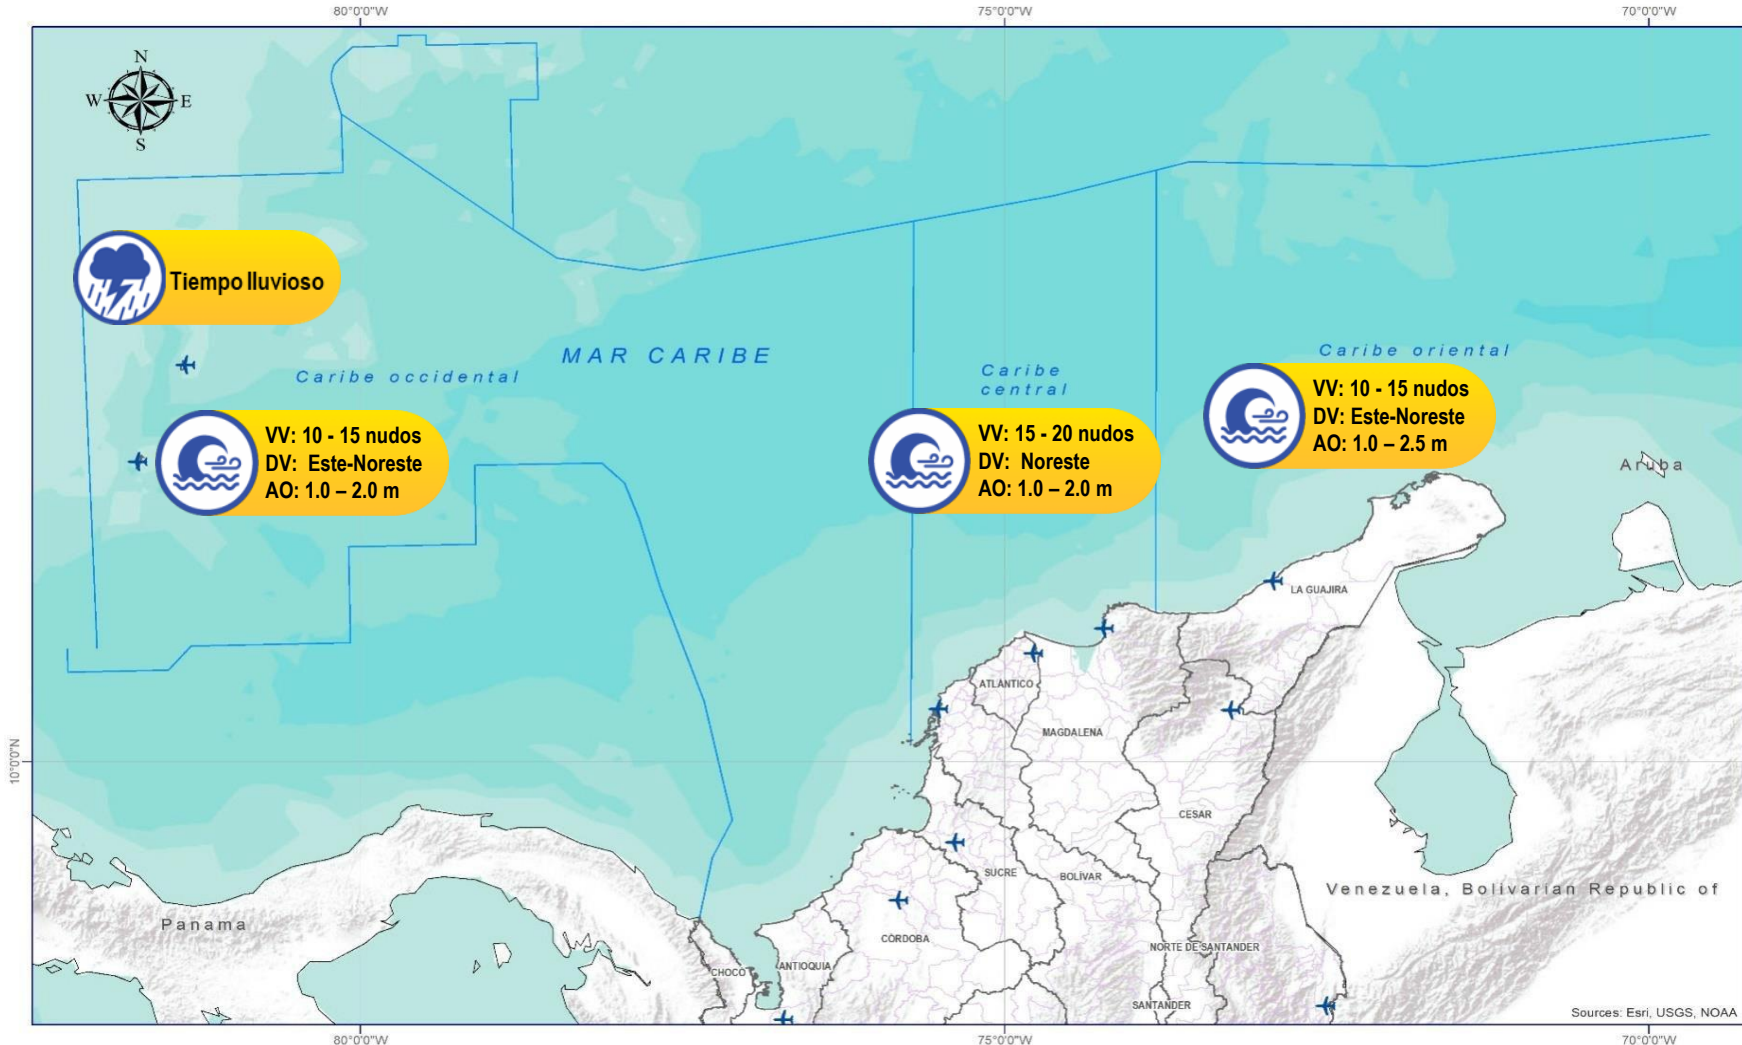 80°0'0"W
75°0'0"W
70°0'0"W
N
W
E
S
Tiempo lluvioso
MAR CARIBE
Caribe occidental
Caribe
central
Caribe oriental
VV: 10 - 15 nudos
DV: Este-Noreste
AO: 1.0 – 2.0 m
VV: 15 - 20 nudos
DV: Noreste
AO: 1.0 – 2.0 m
VV: 10 - 15 nudos
DV: Este-Noreste
AO: 1.0 – 2.5 m
Aruba
LA GUAJIRA
ATLÁNTICO
MAGDALENA
10°0'0"N
CESAR
SUCRE
BOLÍVAR
Venezuela, Bolivarian Republic of
Panama
CÓRDOBA
NORTE DE SANTANDER
CHOCÓ
ANTIOQUIA
SANTANDER
Sources: Esri, USGS, NOAA
80°0'0"W
75°0'0"W
70°0'0"W